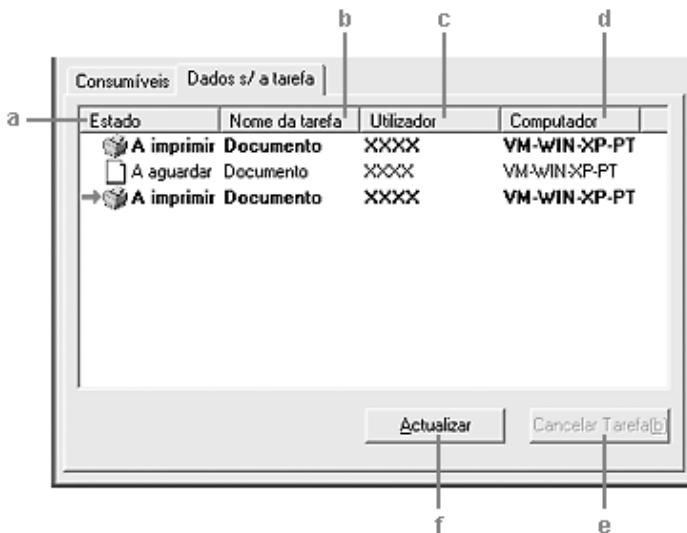 b c d
Consumíveis Dados s/ a tarefa
a Estado Nome da tarefa Utilizador Computador
A imprimir Documento XXXX VM-WIN-XP-PT
A aguardar Documento XXXX VM-WIN-XP-PT
A imprimir Documento XXXX VM-WIN-XP-PT
Actualizar Cancelar Tarefa(b)
f e